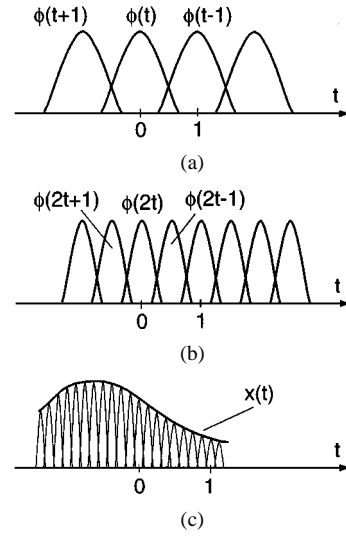 ϕ(t+1) ϕ(t) ϕ(t-1)
t
0 1
(a)
ϕ(2t+1) ϕ(2t) ϕ(2t-1)
t
0 1
(b)
x(t)
t
0 1
(c)